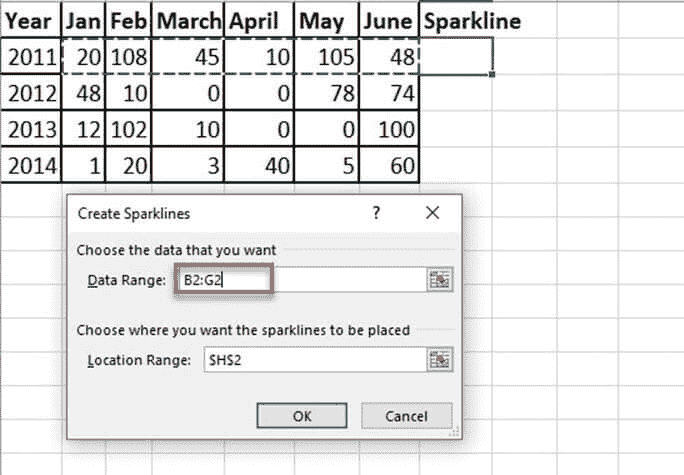 Year Jan Feb March April May June Sparkline
2011 20 108 45 10 105 48
2012 48 10 0 0 78 74
2013 12 102 10 0 0 100
2014 1 20 3 40 5 60
Create Sparklines ? X
Choose the data that you want
Data Range: B2:G2
Choose where you want the sparklines to be placed
Location Range: $H$2
OK Cancel